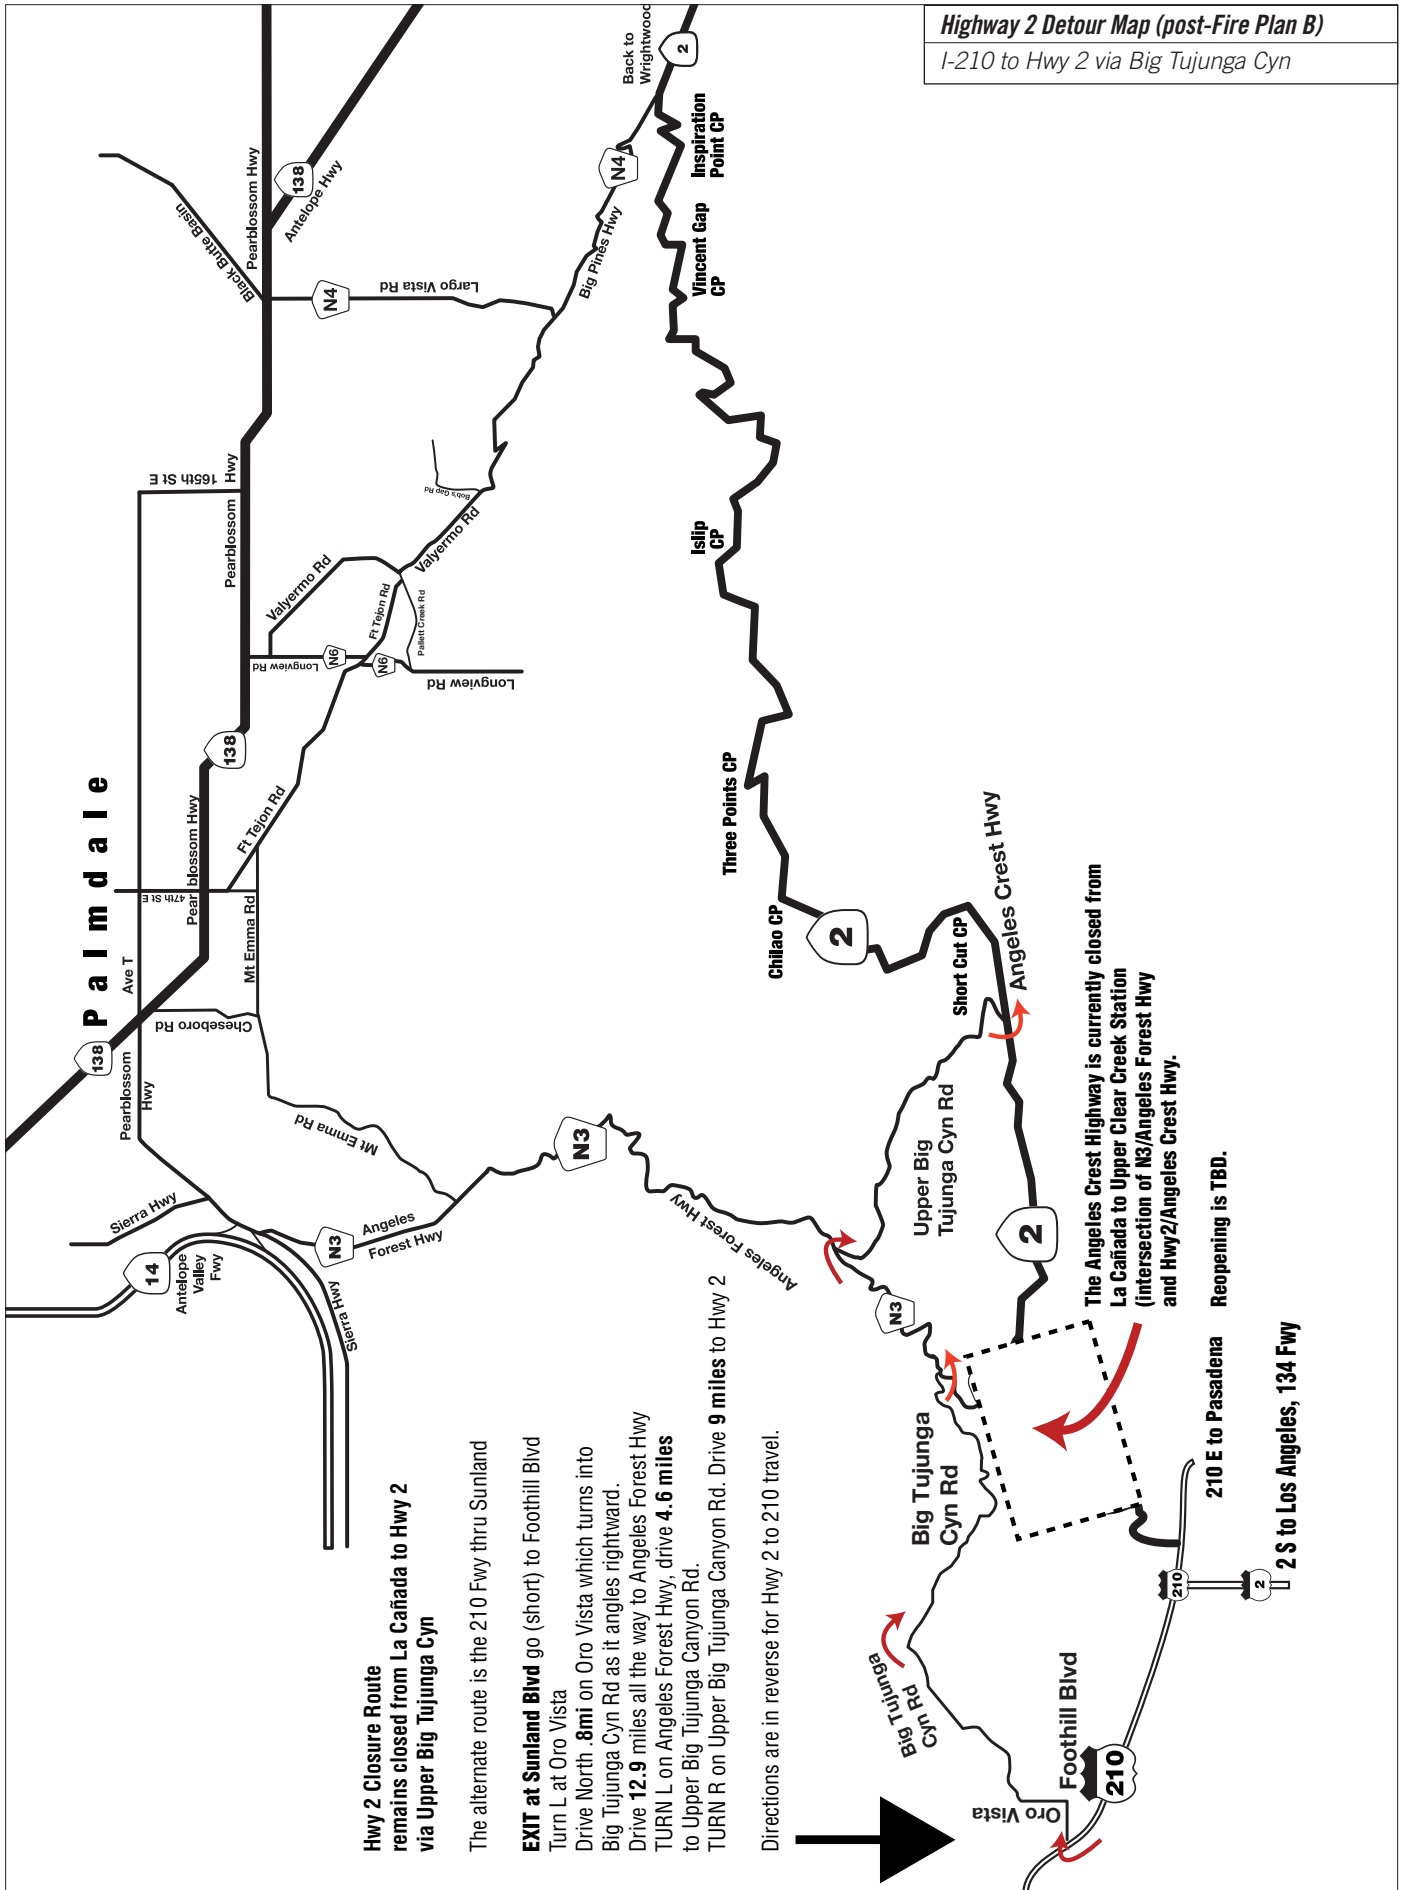 Highway 2 Detour Map (post-Fire Plan B)
I-210 to Hwy 2 via Big Tujunga Cyn
Hwy 2 Closure Route
remains closed from La Cañada to Hwy 2
via Upper Big Tujunga Cyn
The alternate route is the 210 Fwy thru Sunland
EXIT at Sunland Blvd go (short) to Foothill Blvd
Turn L at Oro Vista
Drive North .8mi on Oro Vista which turns into
Big Tujunga Cyn Rd as it angles rightward.
Drive 12.9 miles all the way to Angeles Forest Hwy
TURN L on Angeles Forest Hwy, drive 4.6 miles
to Upper Big Tujunga Canyon Rd.
TURN R on Upper Big Tujunga Canyon Rd. Drive 9 miles to Hwy 2
Directions are in reverse for Hwy 2 to 210 travel.
Palmdale
14
Antelope
Valley
Fwy
Sierra Hwy
Sierra Hwy
Pearblossom
Hwy
138
Ave T
N3
Angeles
Forest Hwy
Mt Emma Rd
Cheseboro Rd
Mt Emma Rd
47th St E
Pearblossom Hwy
138
Ft Tejon Rd
Longview Rd
N6
N6
Longview Rd
Valyermo Rd
Ft Tejon Rd
Pallett Creek Rd
Valyermo Rd
Bob's Gap Rd
Pearblossom
Hwy
165th St E
Black Butte Basin
Pearblossom Hwy
138
Antelope Hwy
N4
Largo Vista Rd
Big Pines Hwy
N4
Back to
Wrightwood
2
Inspiration
Point CP
Vincent Gap
CP
Islip
CP
Three Points CP
Chilao CP
2
Short Cut CP
Angeles Crest Hwy
N3
Angeles Forest Hwy
Upper Big
Tujunga Cyn Rd
N3
2
Big Tujunga
Cyn Rd
Big Tujunga
Cyn Rd
Oro Vista
Foothill Blvd
210
210
2
210 E to Pasadena
2 S to Los Angeles, 134 Fwy
The Angeles Crest Highway is currently closed from
La Cañada to Upper Clear Creek Station
(intersection of N3/Angeles Forest Hwy
and Hwy2/Angeles Crest Hwy.
Reopening is TBD.